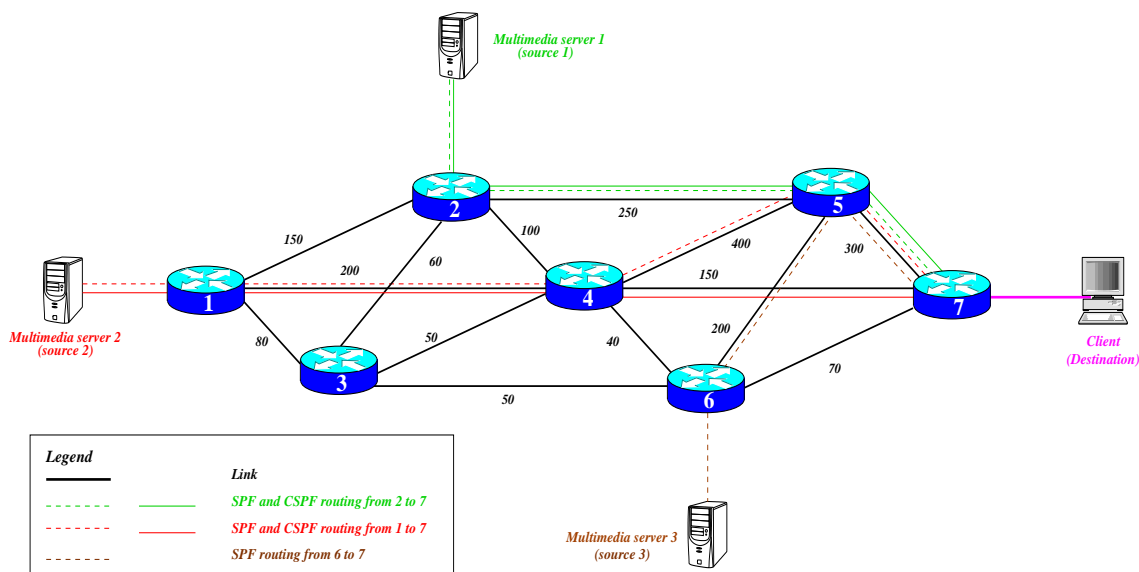 Multimedia server 1
(source 1)
2
5
250
150
100
400
300
60
200
150
1
4
7
Multimedia server 2
(source 2)
Client
(Destination)
80
50
40
200
70
3
6
50
Legend
Link
SPF and CSPF routing from 2 to 7
SPF and CSPF routing from 1 to 7
SPF routing from 6 to 7
Multimedia server 3
(source 3)